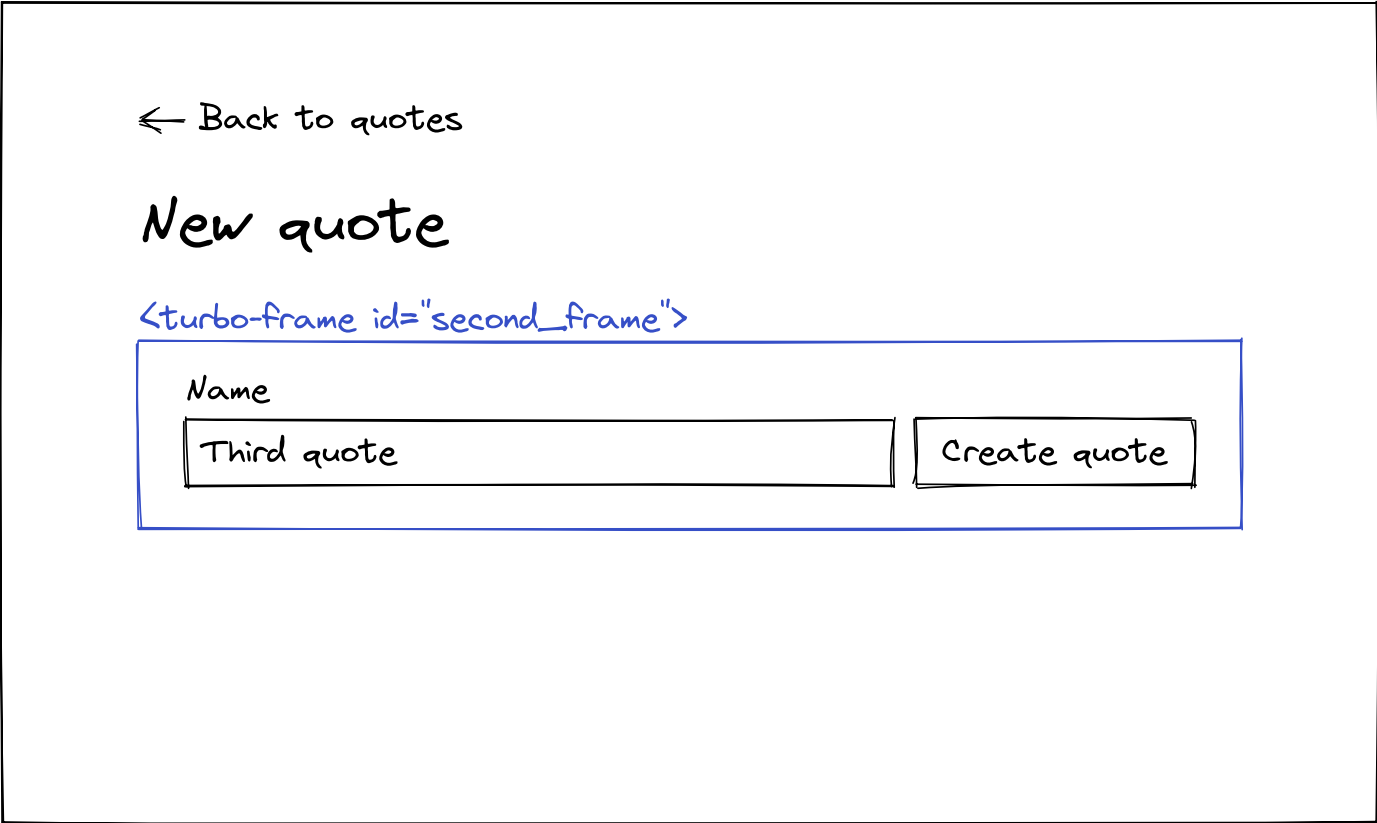 ← Back to quotes
New quote
<turbo-frame id="second_frame">
Name
Third quote
Create quote